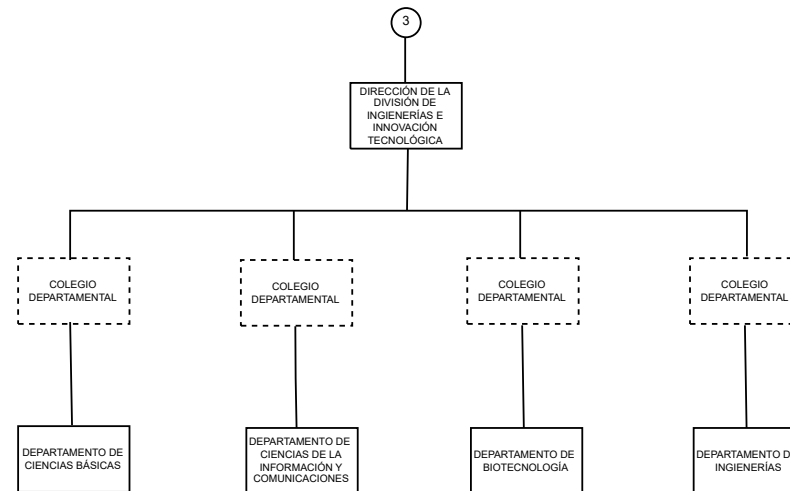 3
DIRECCIÓN DE LA
DIVISIÓN DE
INGIENERÍAS E
INNOVACIÓN
TECNOLÓGICA
COLEGIO
DEPARTAMENTAL
COLEGIO
DEPARTAMENTAL
COLEGIO
DEPARTAMENTAL
COLEGIO
DEPARTAMENTAL
DEPARTAMENTO DE
CIENCIAS BÁSICAS
DEPARTAMENTO DE
CIENCIAS DE LA
INFORMACIÓN Y
COMUNICACIONES
DEPARTAMENTO DE
BIOTECNOLOGÍA
DEPARTAMENTO D
INGIENERÍAS